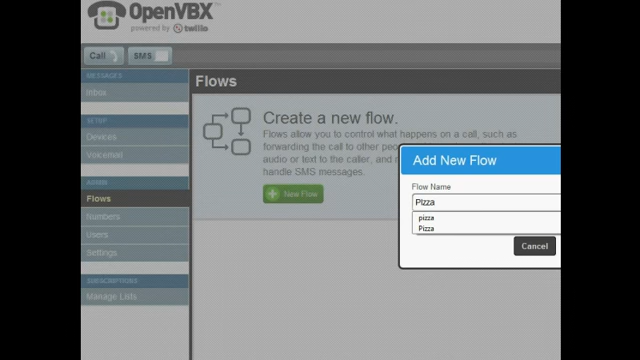 OpenVBX
powered by twilio
Call
SMS
MESSAGES
Inbox
SETUP
Devices
Voicemail
ADMIN
Flows
Numbers
Users
Settings
SUBSCRIPTIONS
Manage Lists
Flows
Create a new flow.
Flows allow you to control what happens on a call, such as
forwarding the call to other peo
audio or text to the caller, and
handle SMS messages.
New Flow
Add New Flow
Flow Name
PIzza
pizza
Pizza
Cancel